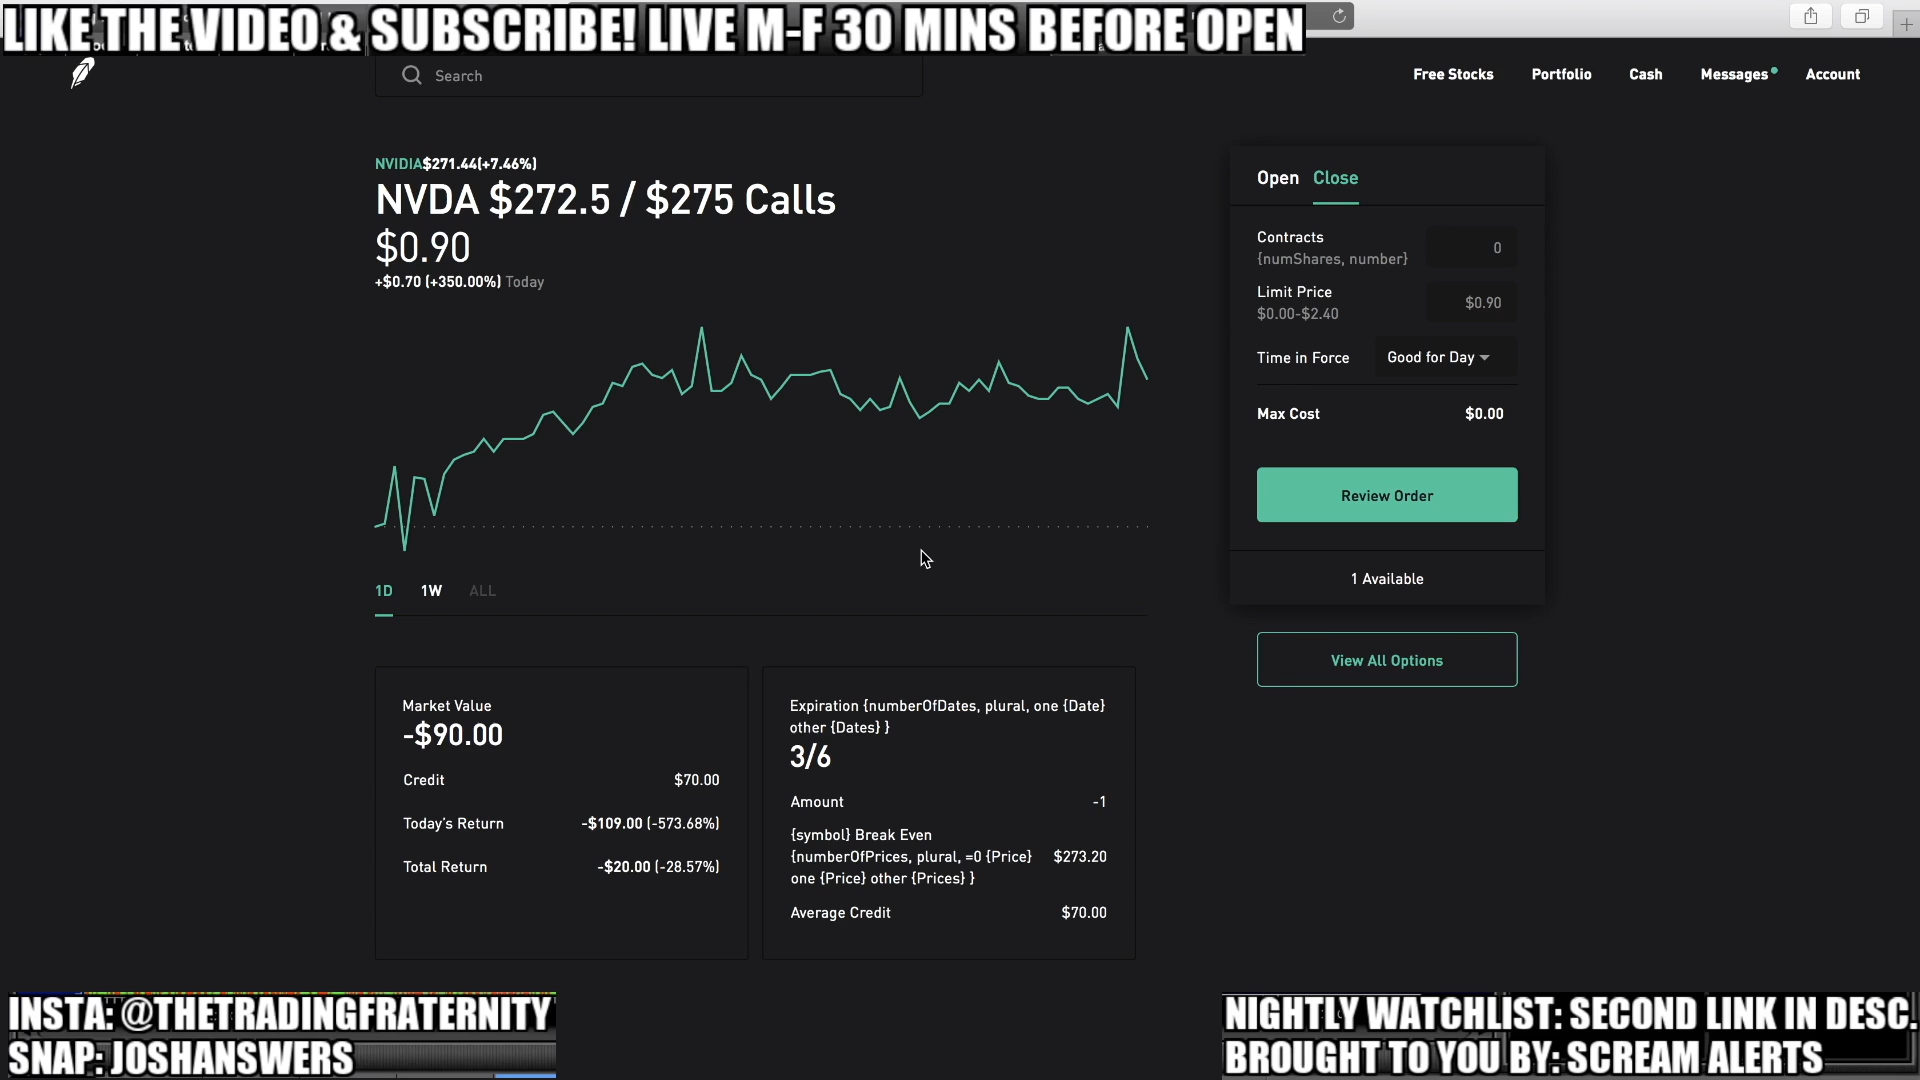 LIKE THE VIDEO & SUBSCRIBE! LIVE M-F 30 MINS BEFORE OPEN
Search
Free Stocks
Portfolio
Cash
Messages
Account
NVIDIA$271.44(+7.46%)
NVDA $272.5 / $275 Calls
$0.90
+$0.70 (+350.00%) Today
1D
1W
ALL
Open Close
Contracts
{numShares, number}
0
Limit Price
$0.00-$2.40
$0.90
Time in Force
Good for Day
Max Cost
$0.00
Review Order
1 Available
View All Options
Market Value
-$90.00
Credit
$70.00
Today's Return
-$109.00 (-573.68%)
Total Return
-$20.00 (-28.57%)
Expiration {numberOfDates, plural, one {Date}
other {Dates} }
3/6
Amount
-1
{symbol} Break Even
{numberOfPrices, plural, =0 {Price}
one {Price} other {Prices} }
$273.20
Average Credit
$70.00
INSTA: @THETRADINGFRATERNITY
SNAP: JOSHANSWERS
NIGHTLY WATCHLIST: SECOND LINK IN DESC.
BROUGHT TO YOU BY: SCREAM ALERTS